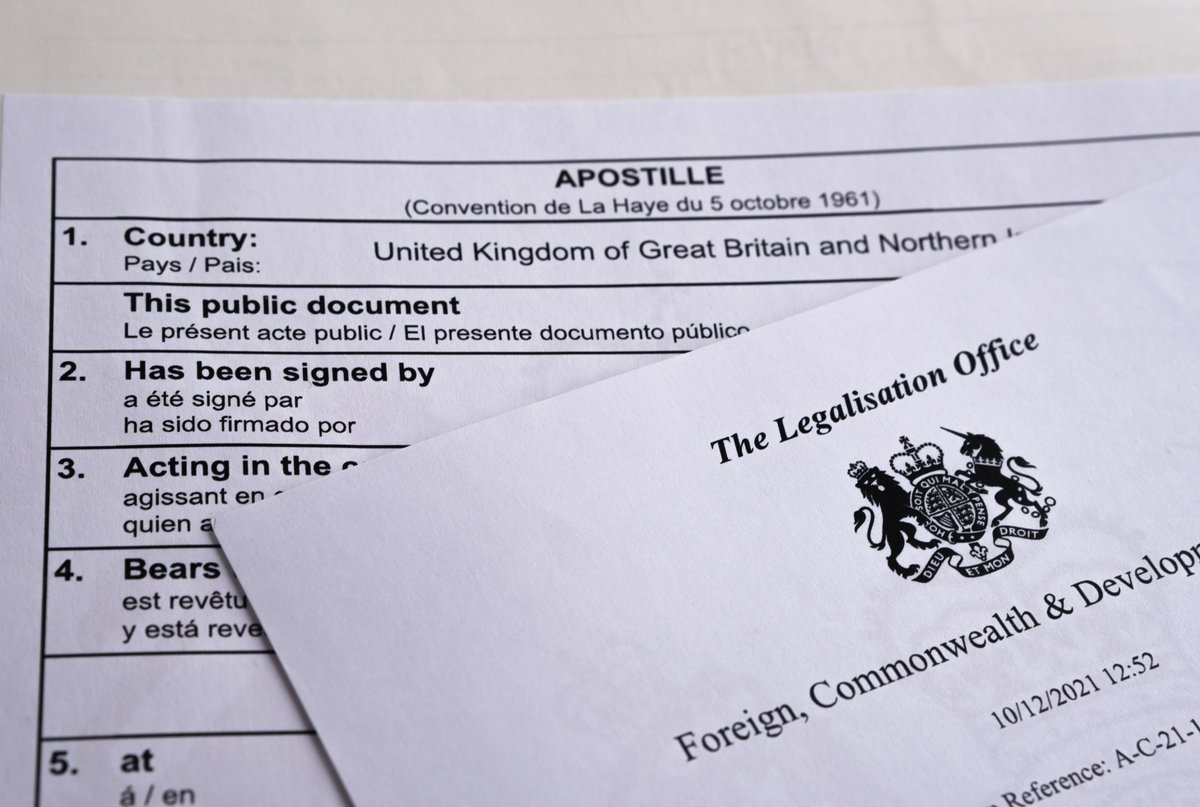 APOSTILLE
(Convention de La Haye du 5 octobre 1961)
1. Country:
Pays / Pais:
United Kingdom of Great Britain and Northern
This public document
Le présent acte public / El presente documento público
2. Has been signed by
a été signé par
ha sido firmado por
3. Acting in the
agissant en
quien
4. Bears
est revêtu
y está reve
5. at
á / en
The Legalisation Office
HONI SOIT QUI MAL Y PENSE
DIEU ET MON DROIT
Foreign, Commonwealth & Developm
10/12/2021 12:52
Reference: A-C-21-1